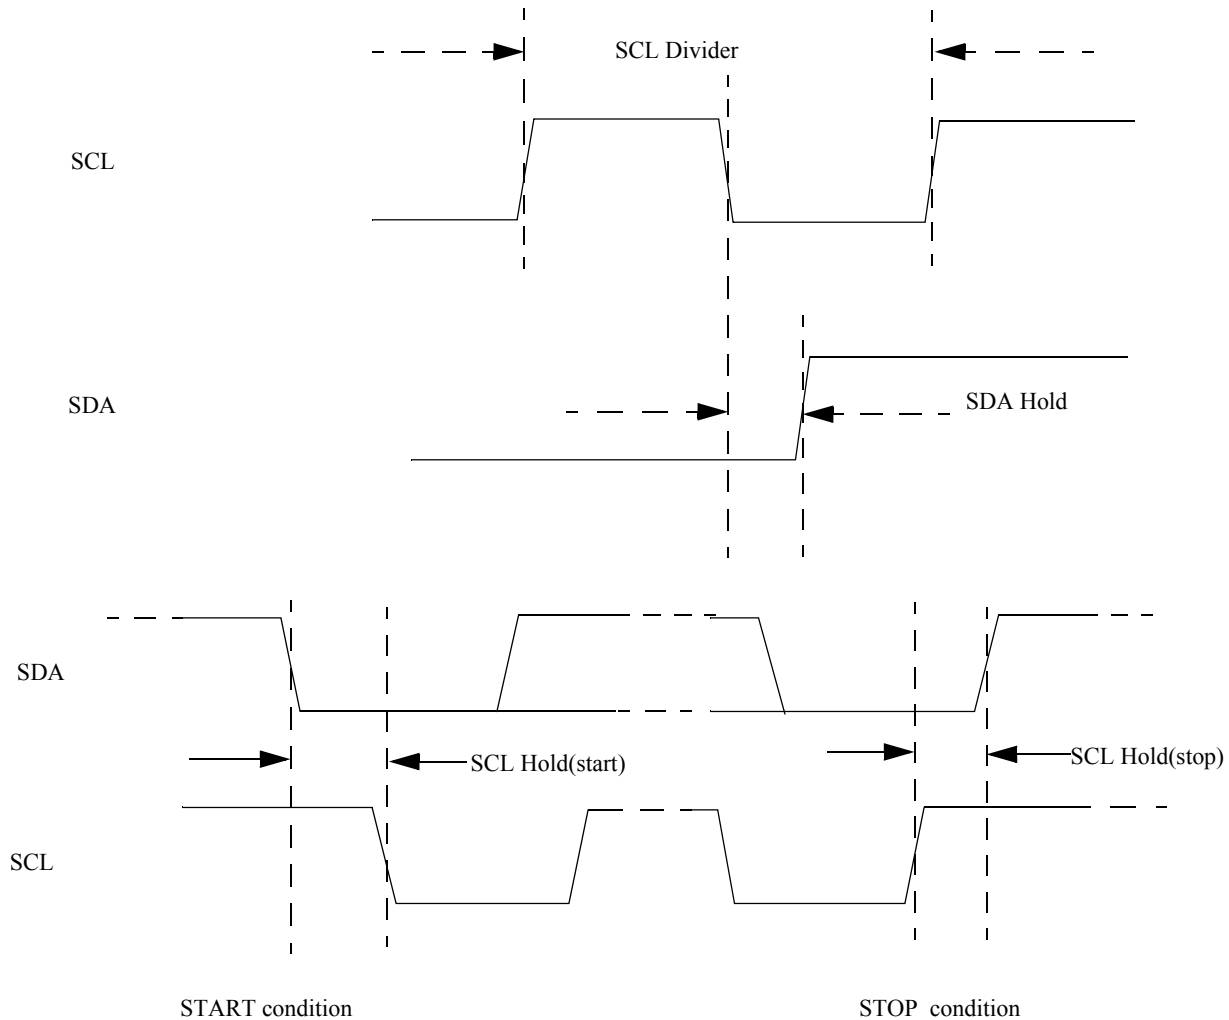 SCL Divider
SCL
SDA
SDA Hold
SDA
SCL Hold(start)
SCL Hold(stop)
SCL
START condition
STOP condition